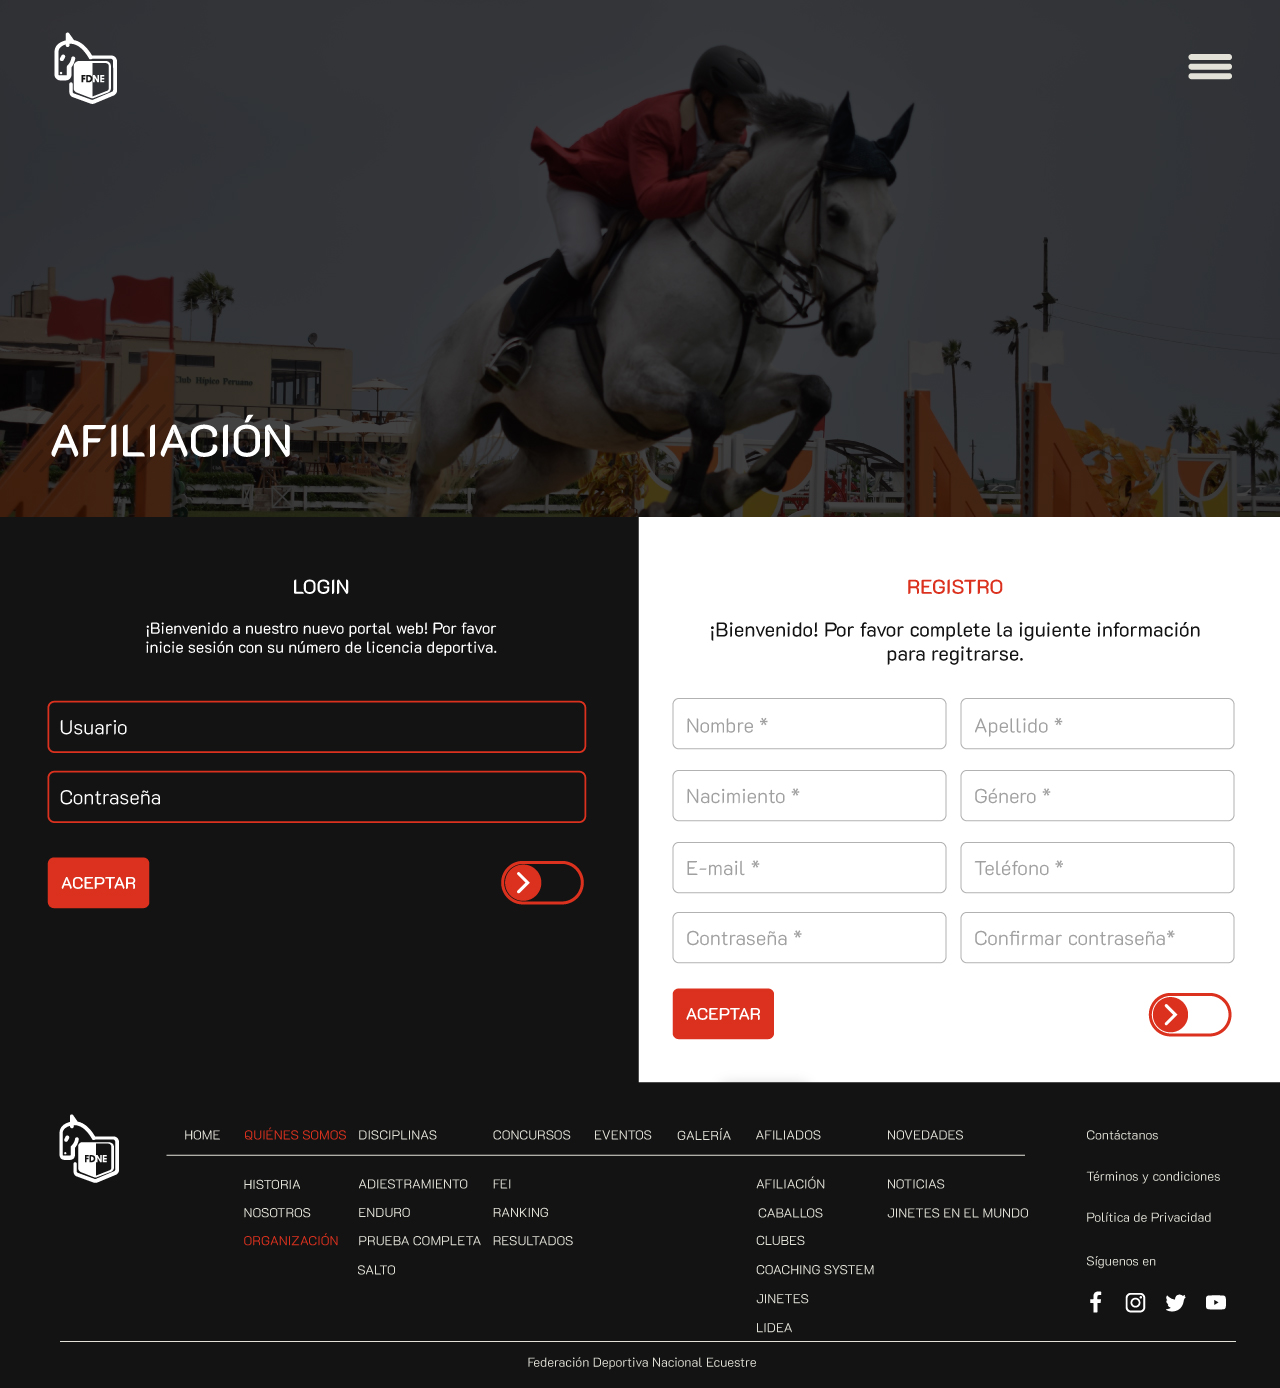 FDNE
Club Hípico Peruano
AFILIACIÓN
LOGIN
¡Bienvenido a nuestro nuevo portal web! Por favor
inicie sesión con su número de licencia deportiva.
Usuario
Contraseña
ACEPTAR
REGISTRO
¡Bienvenido! Por favor complete la iguiente información
para regitrarse.
Nombre * Apellido *
Nacimiento * Género *
E-mail * Teléfono *
Contraseña * Confirmar contraseña*
ACEPTAR
FDNE
HOME QUIÉNES SOMOS DISCIPLINAS CONCURSOS EVENTOS GALERÍA AFILIADOS NOVEDADES
HISTORIA ADIESTRAMIENTO FEI AFILIACIÓN NOTICIAS
NOSOTROS ENDURO RANKING CABALLOS JINETES EN EL MUNDO
ORGANIZACIÓN PRUEBA COMPLETA RESULTADOS CLUBES
SALTO COACHING SYSTEM
JINETES
LIDEA
Contáctanos
Términos y condiciones
Política de Privacidad
Síguenos en
Federación Deportiva Nacional Ecuestre